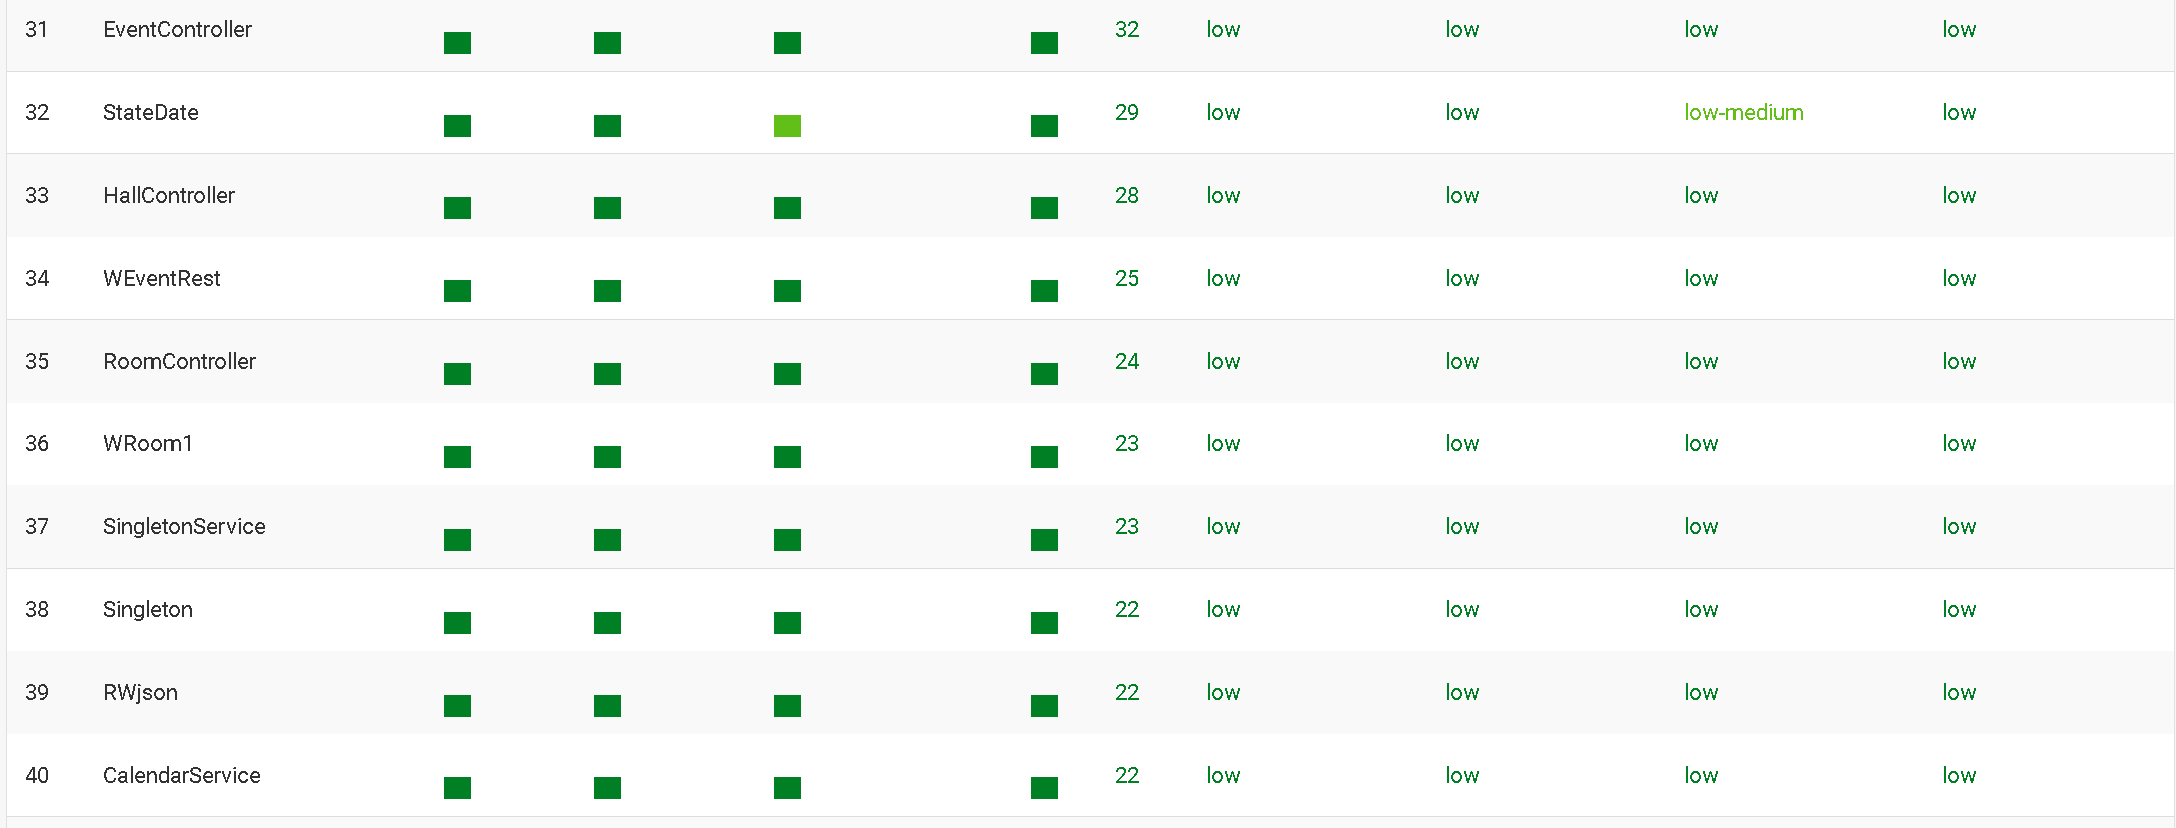 31 EventController 32 low low low low
32 StateDate 29 low low low-medium low
33 HallController 28 low low low low
34 WEventRest 25 low low low low
35 RoomController 24 low low low low
36 WRoom1 23 low low low low
37 SingletonService 23 low low low low
38 Singleton 22 low low low low
39 RWjson 22 low low low low
40 CalendarService 22 low low low low